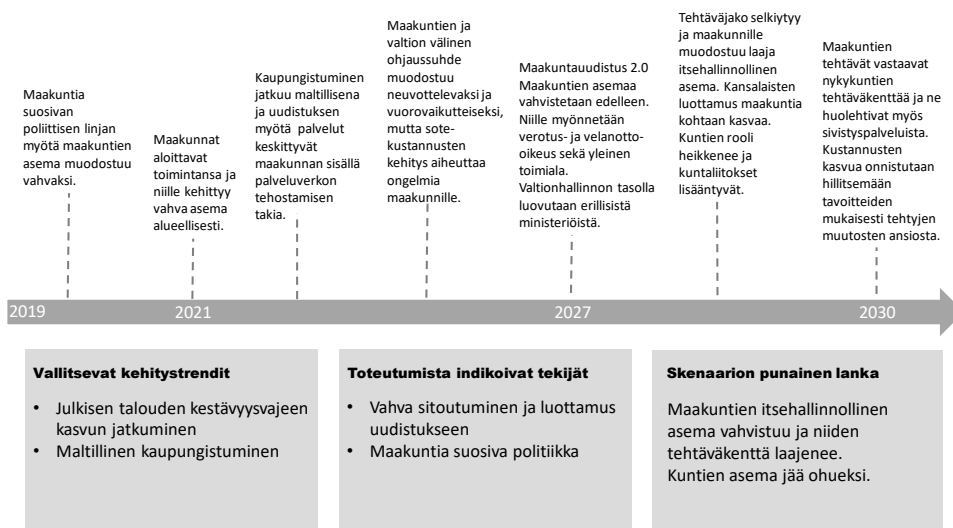 Maakuntia
suosivan
poliittisen linjan
myötä maakuntien
asema muodostuu
vahvaksi.
Maakunnat
aloittavat
toimintansa ja
niille kehittyy
vahva asema
alueellisesti.
Kaupungistuminen
jatkuu maltillisena
ja uudistuksen
myötä palvelut
keskittyvät
maakunnan sisällä
palveluverkon
tehostamisen
takia.
Maakuntien ja
valtion välinen
ohjaussuhde
muodostuu
neuvottelevaksi ja
vuorovaikutteiseksi,
mutta sote-
kustannusten
kehitys aiheuttaa
ongelmia
maakunnille.
Maakuntauudistus 2.0
Maakuntien asemaa
vahvistetaan edelleen.
Niille myönnetään
verotus- ja velanotto-
oikeus sekä yleinen
toimiala.
Valtionhallinnon tasolla
luovutaan erillisistä
ministeriöistä.
Tehtäväjako selkiytyy
ja maakunnille
muodostuu laaja
itsehallinnollinen
asema. Kansalaisten
luottamus maakuntia
kohtaan kasvaa.
Kuntien rooli
heikkenee ja
kuntaliitokset
lisääntyvät.
Maakuntien
tehtävät vastaavat
nykykuntien
tehtäväkenttää ja ne
huolehtivat myös
sivistyspalveluista.
Kustannusten
kasvua onnistutaan
hillitsemään
tavoitteiden
mukaisesti tehtyjen
muutosten ansiosta.
2019
2021
2027
2030
Vallitsevat kehitystrendit
• Julkisen talouden kestävyysvajeen
kasvun jatkuminen
• Maltillinen kaupungistuminen
Toteutumista indikoivat tekijät
• Vahva sitoutuminen ja luottamus
uudistukseen
• Maakuntia suosiva politiikka
Skenaarion punainen lanka
Maakuntien itsehallinnollinen
asema vahvistuu ja niiden
tehtäväkenttä laajenee.
Kuntien asema jää ohueksi.